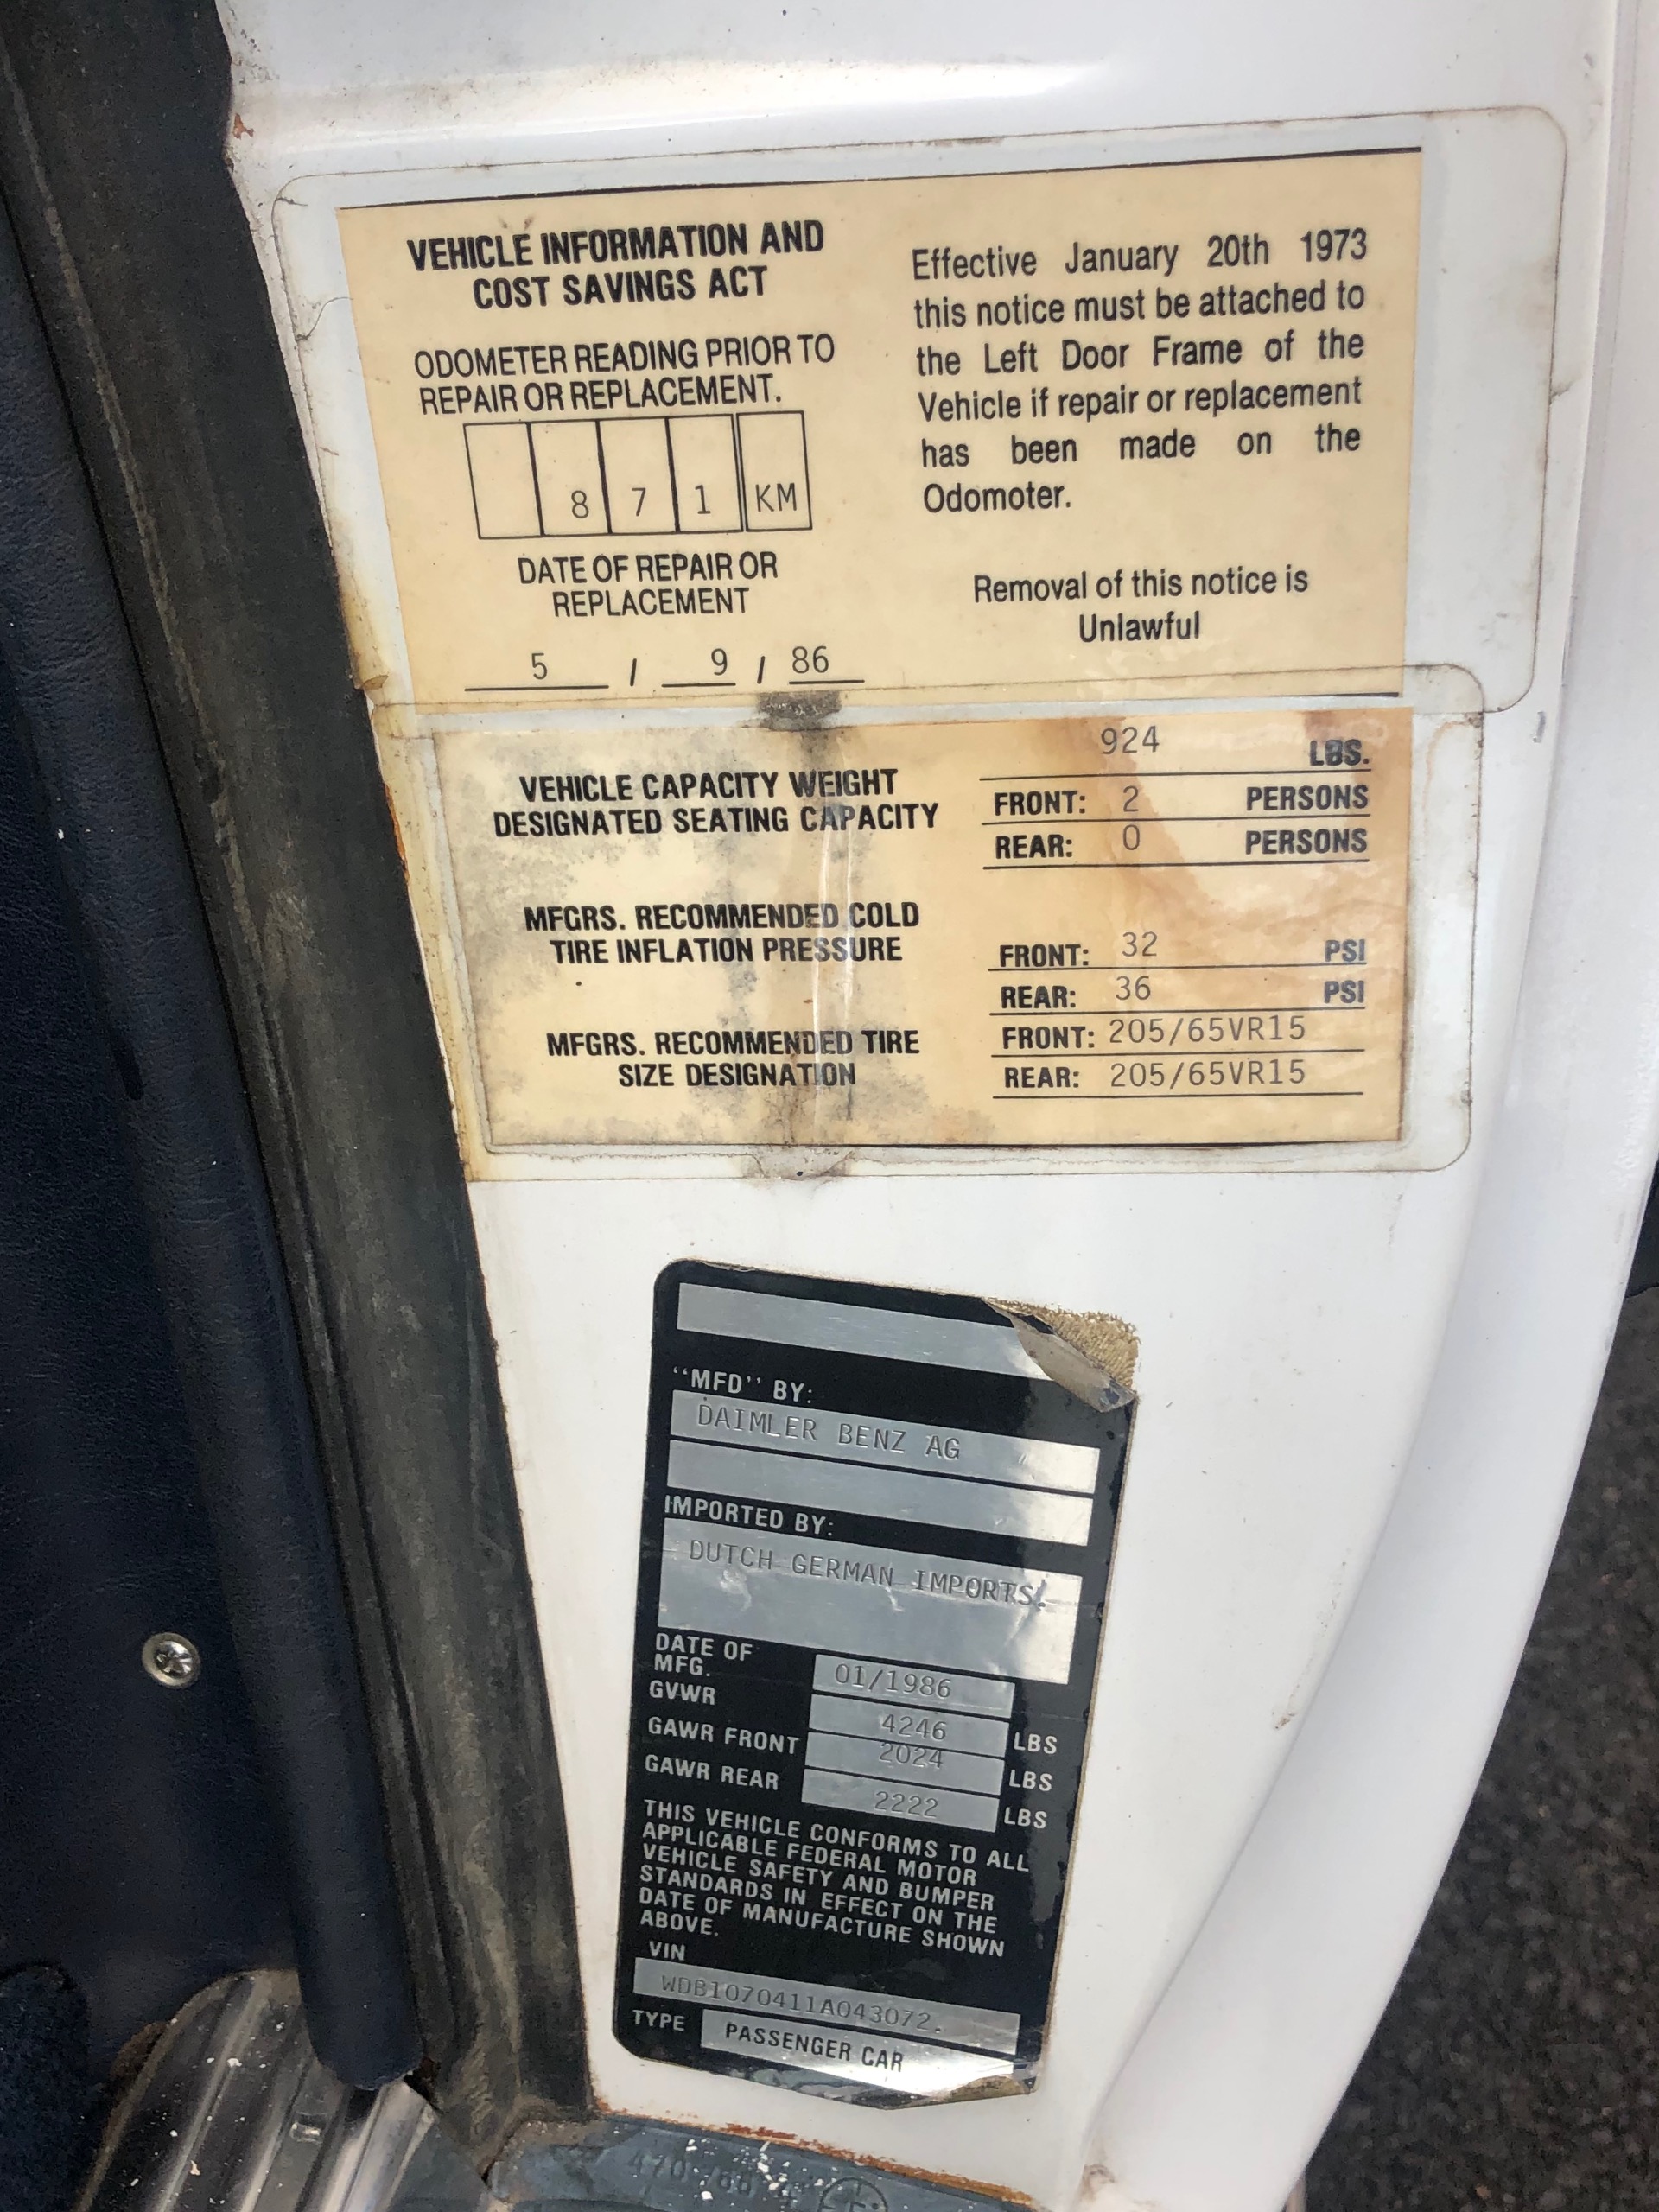 VEHICLE INFORMATION AND
COST SAVINGS ACT
ODOMETER READING PRIOR TO
REPAIR OR REPLACEMENT.
8 7 1 KM
DATE OF REPAIR OR
REPLACEMENT
5 / 9 / 86
Effective January 20th 1973
this notice must be attached to
the Left Door Frame of the
Vehicle if repair or replacement
has been made on the
Odomoter.
Removal of this notice is
Unlawful
924 LBS.
VEHICLE CAPACITY WEIGHT
DESIGNATED SEATING CAPACITY
FRONT: 2 PERSONS
REAR: 0 PERSONS
MFGRS. RECOMMENDED COLD
TIRE INFLATION PRESSURE
FRONT: 32 PSI
REAR: 36 PSI
MFGRS. RECOMMENDED TIRE
SIZE DESIGNATION
FRONT: 205/65VR15
REAR: 205/65VR15
“MFD” BY:
DAIMLER BENZ AG
IMPORTED BY:
DUTCH GERMAN IMPORTS.
DATE OF
MFG. 01/1986
GVWR 4246 LBS
GAWR FRONT 2024 LBS
GAWR REAR 2222 LBS
THIS VEHICLE CONFORMS TO ALL
APPLICABLE FEDERAL MOTOR
VEHICLE SAFETY AND BUMPER
STANDARDS IN EFFECT ON THE
DATE OF MANUFACTURE SHOWN
ABOVE.
VIN
WDB1070411A043072.
TYPE PASSENGER CAR